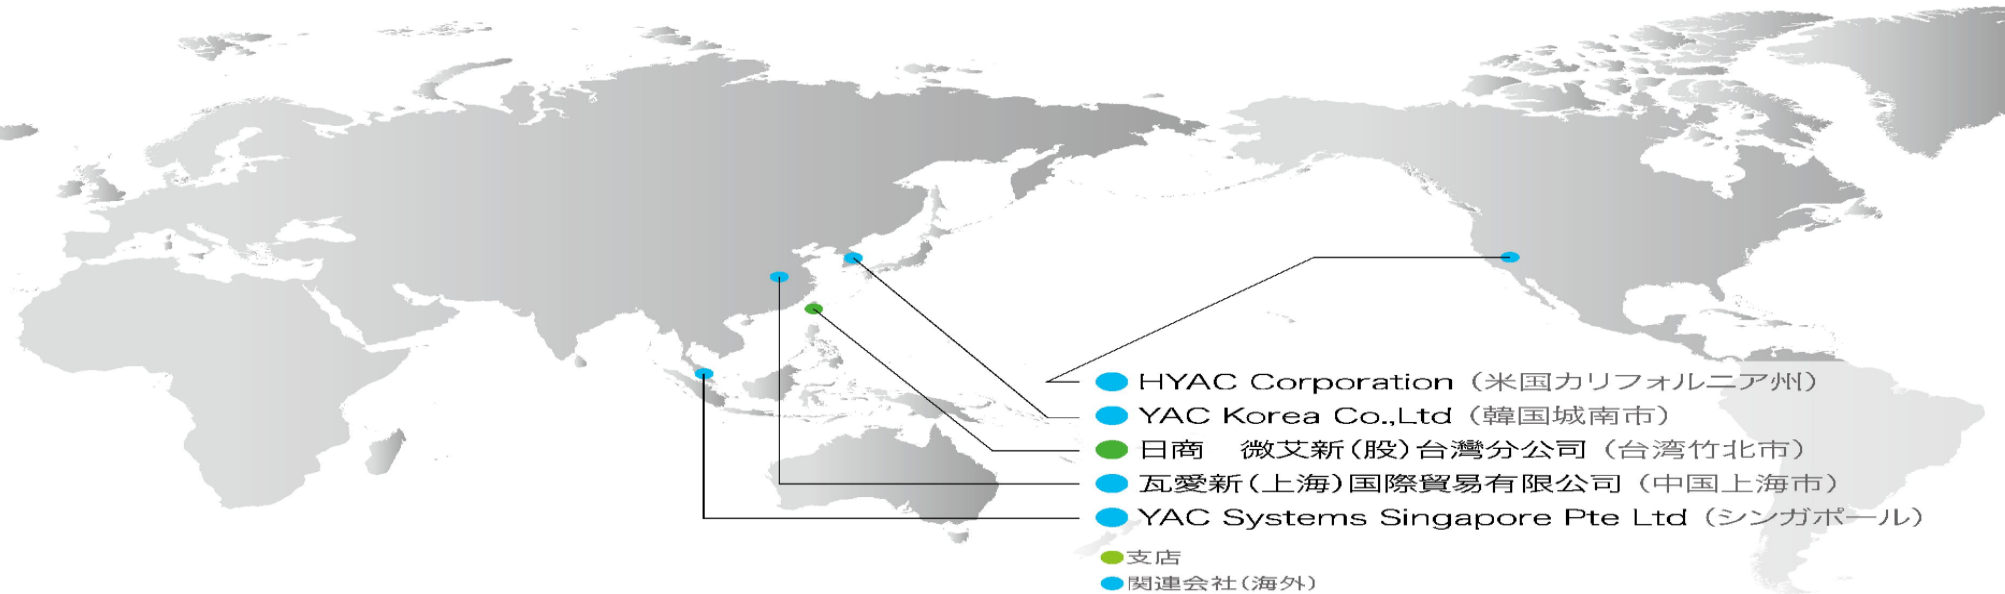 HYAC Corporation（米国カリフォルニア州）
YAC Korea Co.,Ltd（韓国城南市）
日商　微艾新（股）台灣分公司（台湾竹北市）
瓦愛新（上海）国際貿易有限公司（中国上海市）
YAC Systems Singapore Pte Ltd（シンガポール）
支店
関連会社（海外）